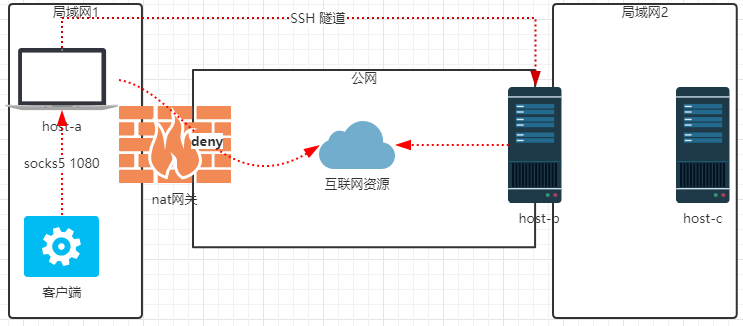 局域网1
SSH 隧道
局域网2
公网
host-a
deny
socks5 1080
互联网资源
nat网关
host-b
host-c
客户端